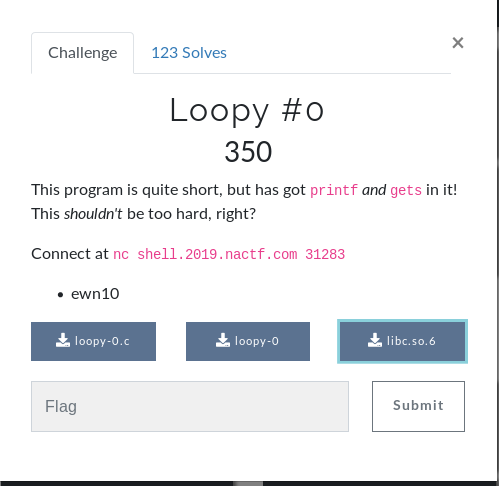 Challenge 123 Solves ×
Loopy #0
350
This program is quite short, but has got printf and gets in it!
This shouldn't be too hard, right?
Connect at nc shell.2019.nactf.com 31283
• ewn10
loopy-0.c loopy-0 libc.so.6
Flag Submit